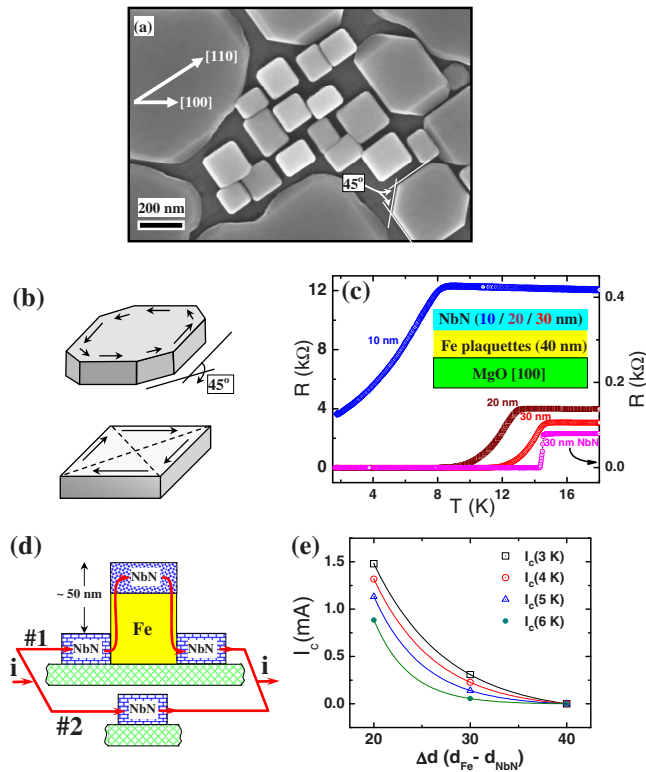 (a)
[110]
[100]
45°
200 nm
(b)
45°
(c)
12
8
4
0
R (kΩ)
0.4
0.2
0.0
R (kΩ)
NbN (10 / 20 / 30 nm)
Fe plaquettes (40 nm)
MgO [100]
10 nm
20 nm
30 nm
30 nm NbN
4 8 12 16
T (K)
(d)
~ 50 nm
NbN
Fe
#1
NbN
NbN
i
i
NbN
#2
(e)
1.5
1.0
0.5
0.0
I_c(mA)
I_c(3 K)
I_c(4 K)
I_c(5 K)
I_c(6 K)
20 30 40
Δd (d_Fe- d_NbN)